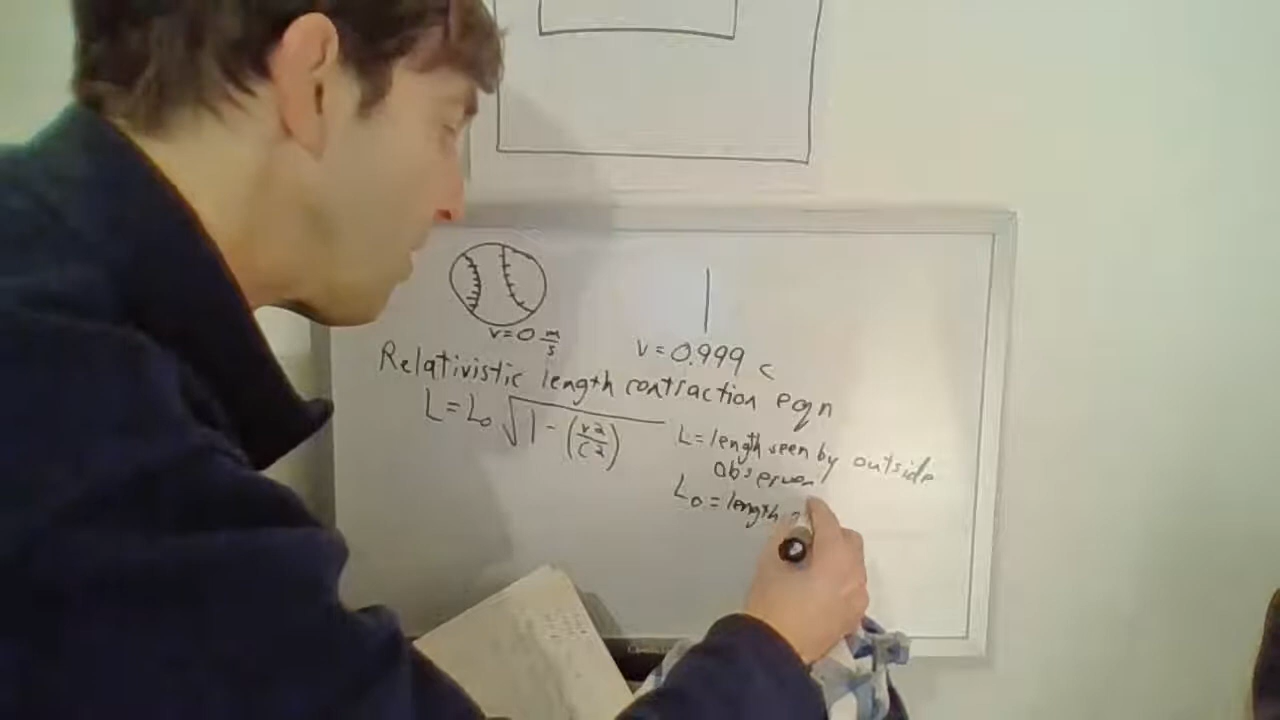 v=0 m/s
v = 0.999 c
Relativistic length contraction eqn
L = L₀ √1 - (v2/c2)
L = length seen by outside
observer
L₀ = length